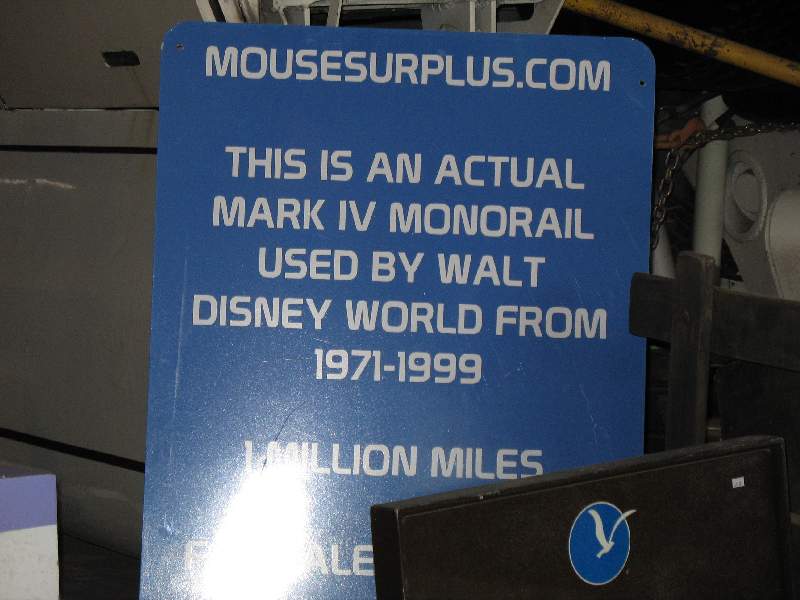 MOUSESURPLUS.COM
THIS IS AN ACTUAL
MARK IV MONORAIL
USED BY WALT
DISNEY WORLD FROM
1971-1999
1 MILLION MILES